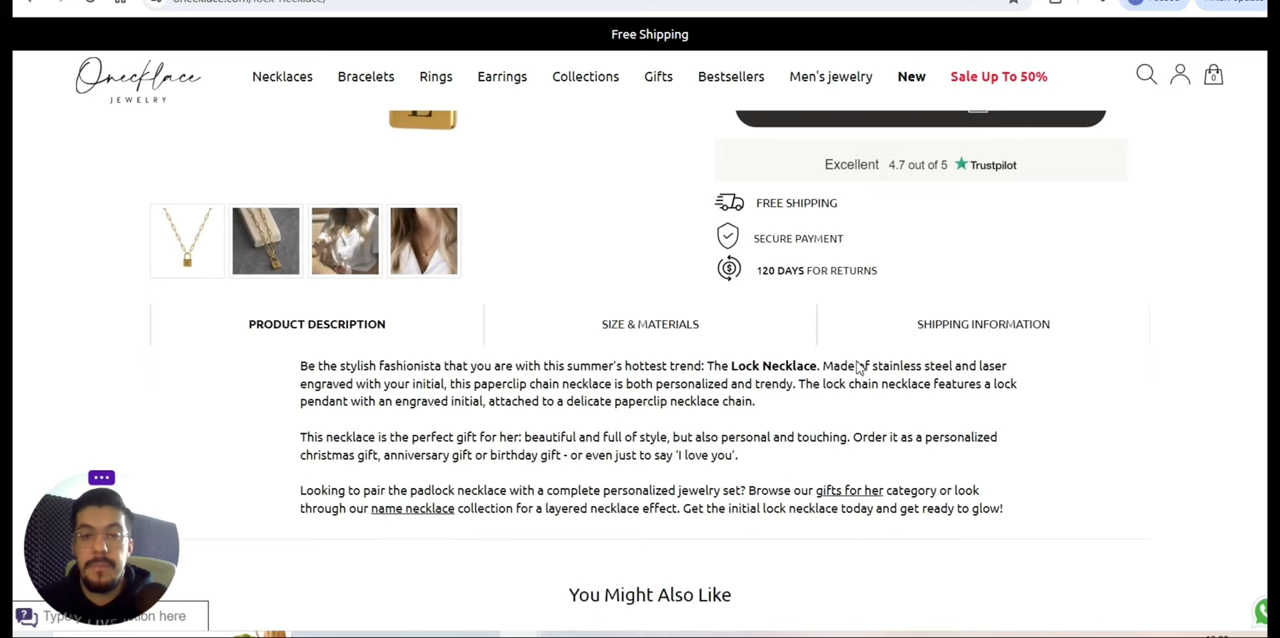 Free Shipping
Onecklace
JEWELRY
Necklaces Bracelets Rings Earrings Collections Gifts Bestsellers Men's jewelry New Sale Up To 50%
0
Excellent 4.7 out of 5 Trustpilot
FREE SHIPPING
SECURE PAYMENT
120 DAYS FOR RETURNS
PRODUCT DESCRIPTION SIZE & MATERIALS SHIPPING INFORMATION
Be the stylish fashionista that you are with this summer's hottest trend: The Lock Necklace. Made of stainless steel and laser
engraved with your initial, this paperclip chain necklace is both personalized and trendy. The lock chain necklace features a lock
pendant with an engraved initial, attached to a delicate paperclip necklace chain.
This necklace is the perfect gift for her: beautiful and full of style, but also personal and touching. Order it as a personalized
christmas gift, anniversary gift or birthday gift - or even just to say 'I love you'.
Looking to pair the padlock necklace with a complete personalized jewelry set? Browse our gifts for her category or look
through our name necklace collection for a layered necklace effect. Get the initial lock necklace today and get ready to glow!
You Might Also Like
here